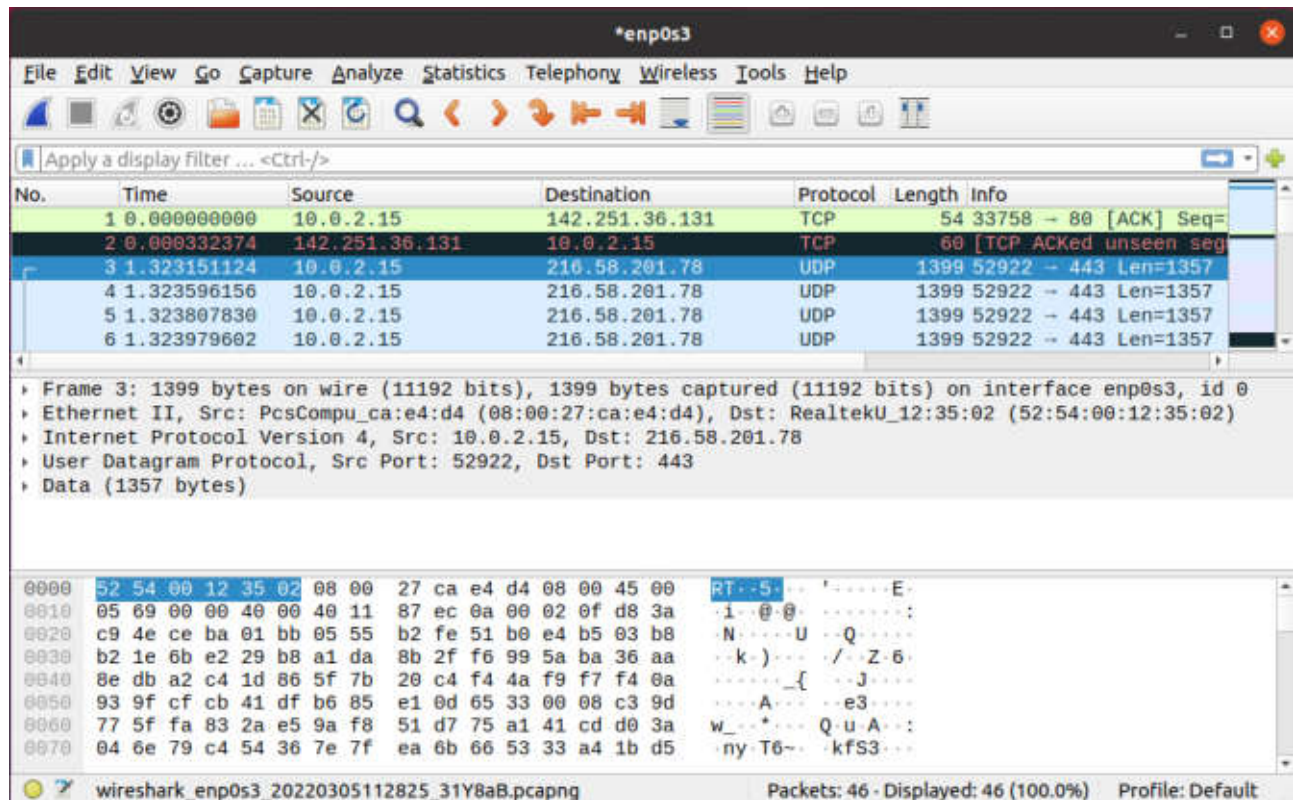 *enp0s3
File Edit View Go Capture Analyze Statistics Telephony Wireless Tools Help
Apply a display filter ... <Ctrl-/>
No. Time Source Destination Protocol Length Info
1 0.000000000 10.0.2.15 142.251.36.131 TCP 54 33758 → 80 [ACK] Seq=
2 0.000332374 142.251.36.131 10.0.2.15 TCP 60 [TCP ACKed unseen seg
3 1.323151124 10.0.2.15 216.58.201.78 UDP 1399 52922 → 443 Len=1357
4 1.323596156 10.0.2.15 216.58.201.78 UDP 1399 52922 → 443 Len=1357
5 1.323807830 10.0.2.15 216.58.201.78 UDP 1399 52922 → 443 Len=1357
6 1.323979602 10.0.2.15 216.58.201.78 UDP 1399 52922 → 443 Len=1357
Frame 3: 1399 bytes on wire (11192 bits), 1399 bytes captured (11192 bits) on interface enp0s3, id 0
Ethernet II, Src: PcsCompu_ca:e4:d4 (08:00:27:ca:e4:d4), Dst: RealtekU_12:35:02 (52:54:00:12:35:02)
Internet Protocol Version 4, Src: 10.0.2.15, Dst: 216.58.201.78
User Datagram Protocol, Src Port: 52922, Dst Port: 443
Data (1357 bytes)
0000 52 54 00 12 35 02 08 00 27 ca e4 d4 08 00 45 00 RT··5··· '·····E·
0010 05 69 00 00 40 00 40 11 87 ec 0a 00 02 0f d8 3a ·i··@·@· ·······:
0020 c9 4e ce ba 01 bb 05 55 b2 fe 51 b0 e4 b5 03 b8 ·N·····U ··Q·····
0030 b2 1e 6b e2 29 b8 a1 da 8b 2f f6 99 5a ba 36 aa ··k·)··· ·/··Z·6·
0040 8e db a2 c4 1d 86 5f 7b 20 c4 f4 4a f9 f7 f4 0a ······_{ ··J····
0050 93 9f cf cb 41 df b6 85 e1 0d 65 33 00 08 c3 9d ····A··· ··e3····
0060 77 5f fa 83 2a e5 9a f8 51 d7 75 a1 41 cd d0 3a w_··*··· Q·u·A··:
0070 04 6e 79 c4 54 36 7e 7f ea 6b 66 53 33 a4 1b d5 ·ny·T6~· ·kfS3···
wireshark_enp0s3_20220305112825_31Y8aB.pcapng Packets: 46 · Displayed: 46 (100.0%) Profile: Default